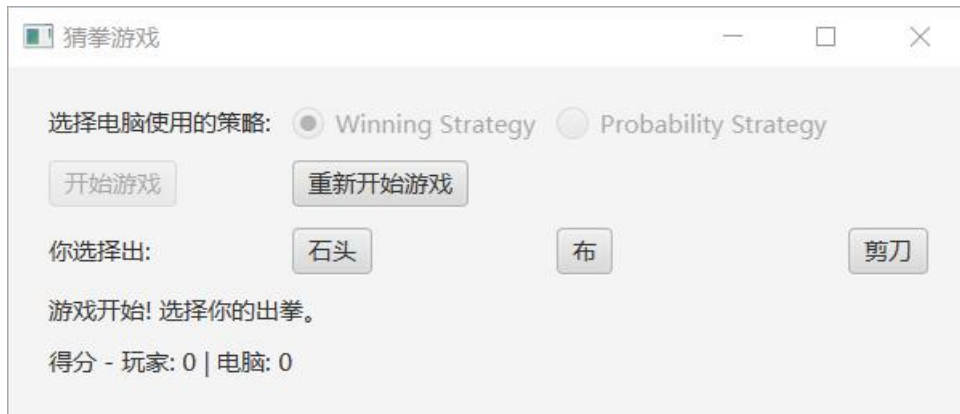 猜拳游戏
选择电脑使用的策略: Winning Strategy Probability Strategy
开始游戏 重新开始游戏
你选择出: 石头 布 剪刀
游戏开始! 选择你的出拳。
得分 - 玩家: 0 | 电脑: 0